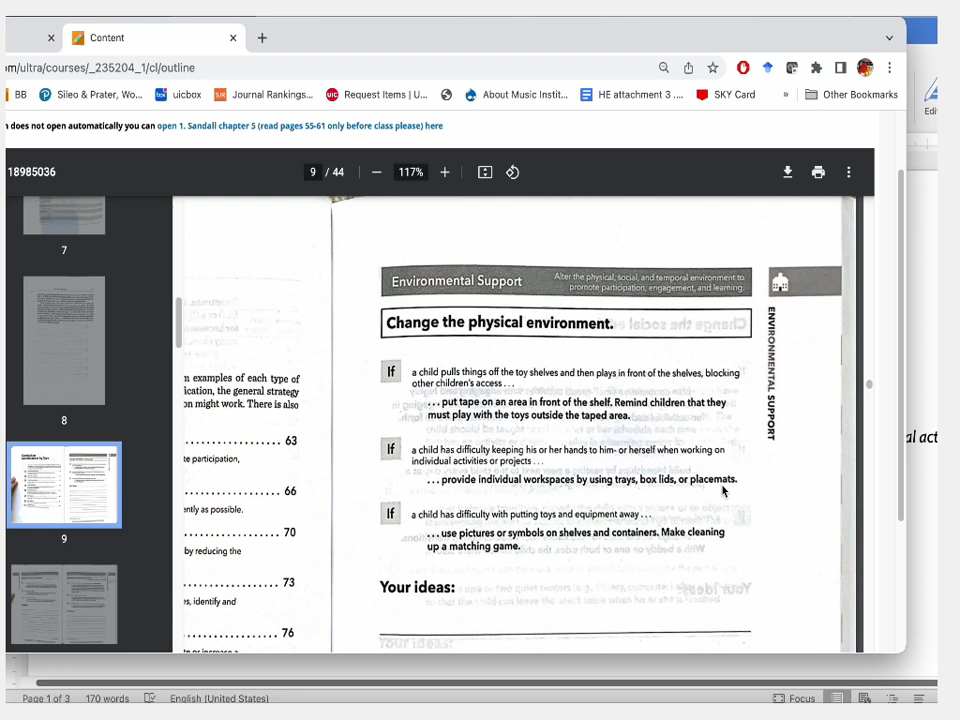 Content
m/ultra/courses/_235204_1/cl/outline
BB
Sileo & Prater, Wo...
uicbox
Journal Rankings...
Request Items | U...
About Music Instit...
HE attachment 3 ....
SKY Card
»
Other Bookmarks
Edi
n does not open automatically you can open 1. Sandall chapter 5 (read pages 55-61 only before class please) here
18985036
9 / 44
117%
7
8
9
n examples of each type of
ication, the general strategy
on might work. There is also
63
te participation,
66
ently as possible.
70
by reducing the
73
s, identify and
76
te or increase a
Environmental Support
Alter the physical, social, and temporal environment to
promote participation, engagement, and learning.
Change the physical environment.
If a child pulls things off the toy shelves and then plays in front of the shelves, blocking
other children's access . . .
. . . put tape on an area in front of the shelf. Remind children that they
must play with the toys outside the taped area.
If a child has difficulty keeping his or her hands to him- or herself when working on
individual activities or projects . . .
. . . provide individual workspaces by using trays, box lids, or placemats.
If a child has difficulty with putting toys and equipment away . . .
. . . use pictures or symbols on shelves and containers. Make cleaning
up a matching game.
Your ideas:
ENVIRONMENTAL SUPPORT
al act
Page 1 of 3
170 words
English (United States)
Focus